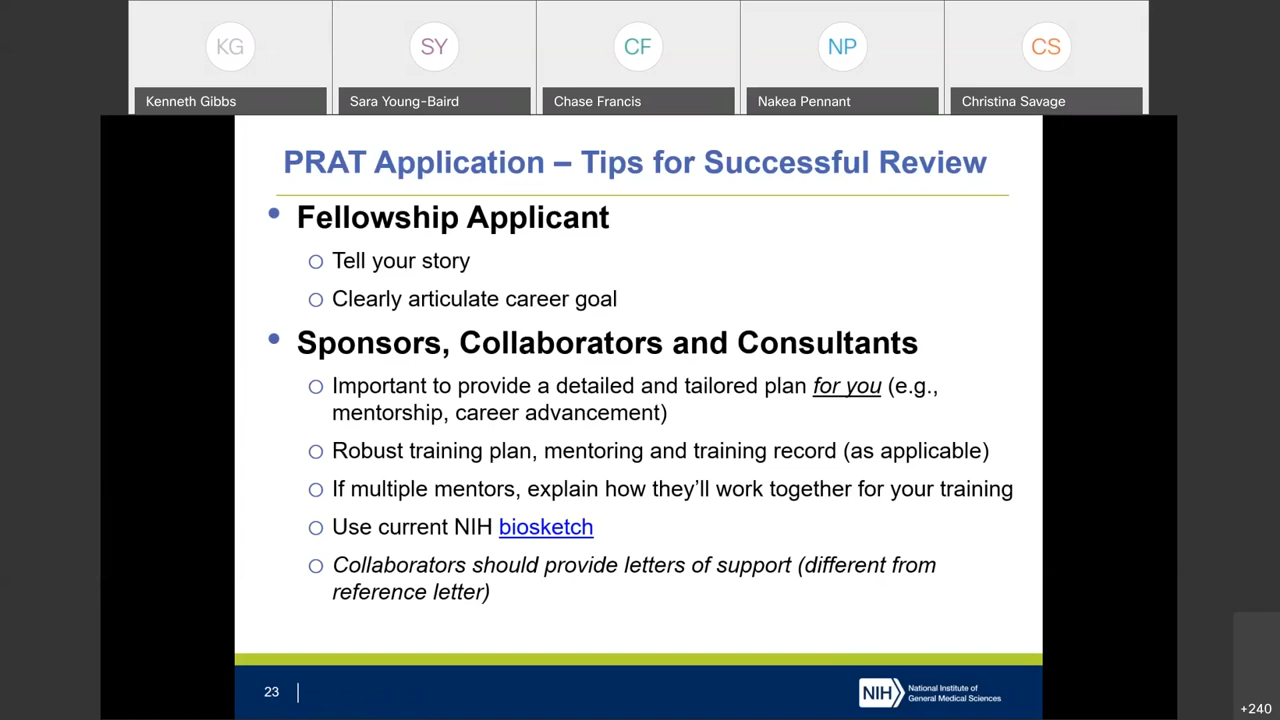 KG
SY
CF
NP
CS
Kenneth Gibbs
Sara Young-Baird
Chase Francis
Nakea Pennant
Christina Savage
PRAT Application – Tips for Successful Review
• Fellowship Applicant
o Tell your story
o Clearly articulate career goal
• Sponsors, Collaborators and Consultants
o Important to provide a detailed and tailored plan for you (e.g.,
mentorship, career advancement)
o Robust training plan, mentoring and training record (as applicable)
o If multiple mentors, explain how they’ll work together for your training
o Use current NIH biosketch
o Collaborators should provide letters of support (different from
reference letter)
23
NIH
National Institute of
General Medical Sciences
+240